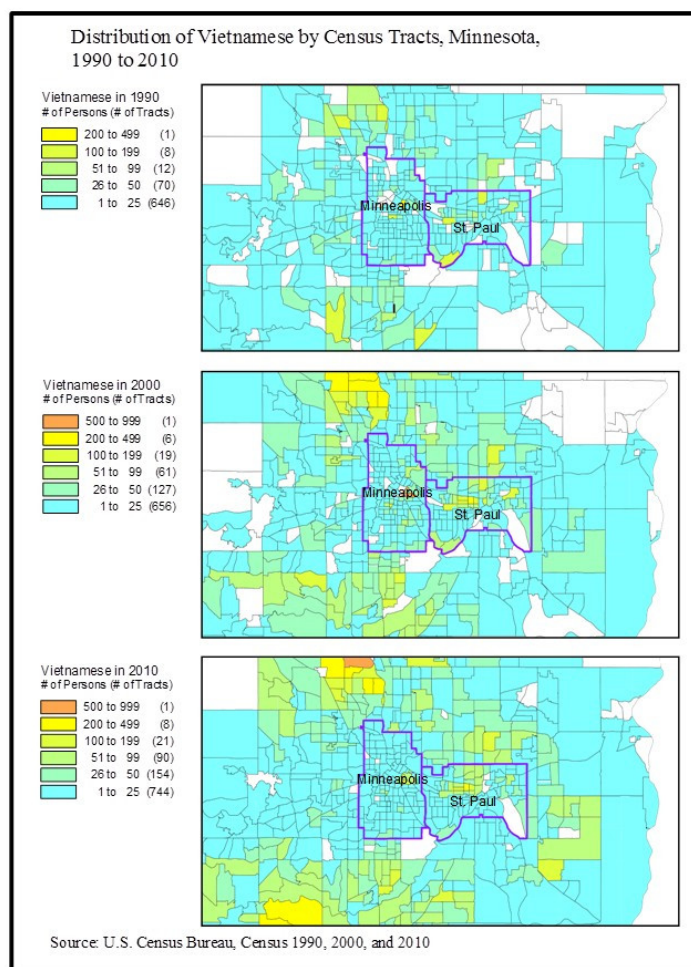 Distribution of Vietnamese by Census Tracts, Minnesota,
1990 to 2010
Vietnamese in 1990
# of Persons (# of Tracts)
200 to 499 (1)
100 to 199 (8)
51 to 99 (12)
26 to 50 (70)
1 to 25 (646)
Minneapolis
St. Paul
Vietnamese in 2000
# of Persons (# of Tracts)
500 to 999 (1)
200 to 499 (6)
100 to 199 (19)
51 to 99 (61)
26 to 50 (127)
1 to 25 (656)
Minneapolis
St. Paul
Vietnamese in 2010
# of Persons (# of Tracts)
500 to 999 (1)
200 to 499 (8)
100 to 199 (21)
51 to 99 (90)
26 to 50 (154)
1 to 25 (744)
Minneapolis
St. Paul
Source: U.S. Census Bureau, Census 1990, 2000, and 2010